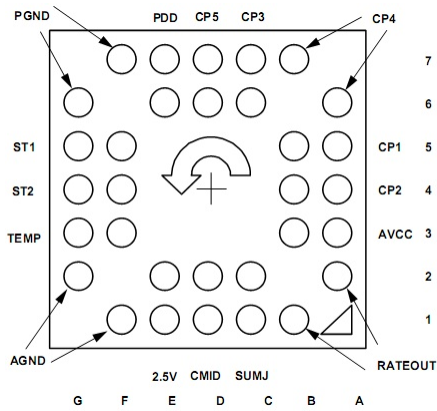 PGND PDD CP5 CP3 CP4
7
6
ST1 CP1 5
ST2 CP2 4
TEMP AVCC 3
2
1
AGND RATEOUT
2.5V CMID SUMJ
G F E D C B A